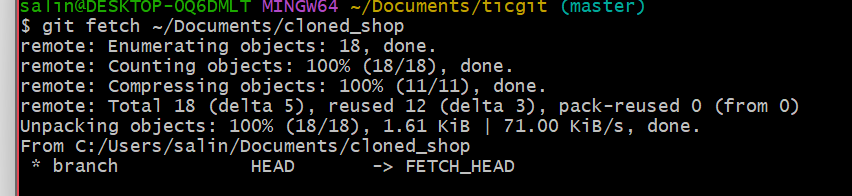 salin@DESKTOP-OQ6DMLT MINGW64 ~/Documents/ticgit (master)
$ git fetch ~/Documents/cloned_shop
remote: Enumerating objects: 18, done.
remote: Counting objects: 100% (18/18), done.
remote: Compressing objects: 100% (11/11), done.
remote: Total 18 (delta 5), reused 12 (delta 3), pack-reused 0 (from 0)
Unpacking objects: 100% (18/18), 1.61 KiB | 71.00 KiB/s, done.
From C:/Users/salin/Documents/cloned_shop
 * branch            HEAD       -> FETCH_HEAD